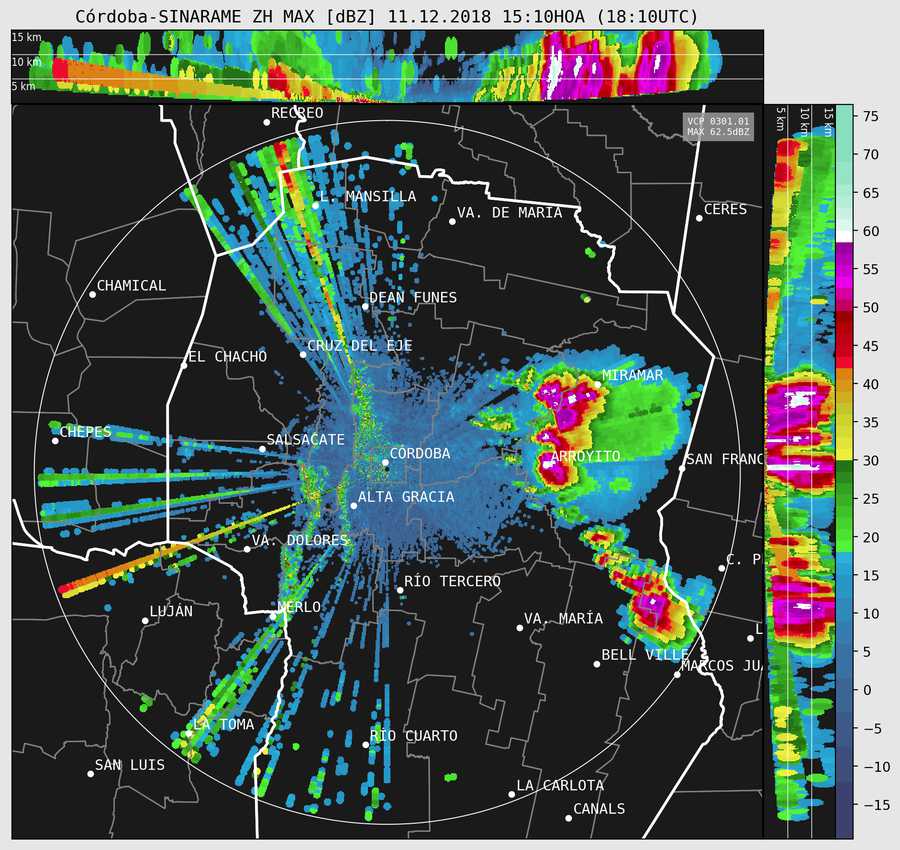 Córdoba-SINARAME ZH MAX [dBZ] 11.12.2018 15:10HOA (18:10UTC)
15 km
10 km
5 km
5 km
10 km
15 km
VCP 0301.01
MAX 62.5dBZ
RECREO
L. MANSILLA
VA. DE MARIA
CERES
CHAMICAL
DEAN FUNES
EL CHACHO
CRUZ DEL EJE
MIRAMAR
CHEPES
SALSACATE
CÓRDOBA
ARROYITO
SAN FRANC
ALTA GRACIA
VA. DOLORES
C. P
RÍO TERCERO
LUJÁN
MERLO
VA. MARÍA
L
BELL VILLE
MARCOS JUA
LA TOMA
RÍO CUARTO
SAN LUIS
LA CARLOTA
CANALS
75
70
65
60
55
50
45
40
35
30
25
20
15
10
5
0
−5
−10
−15